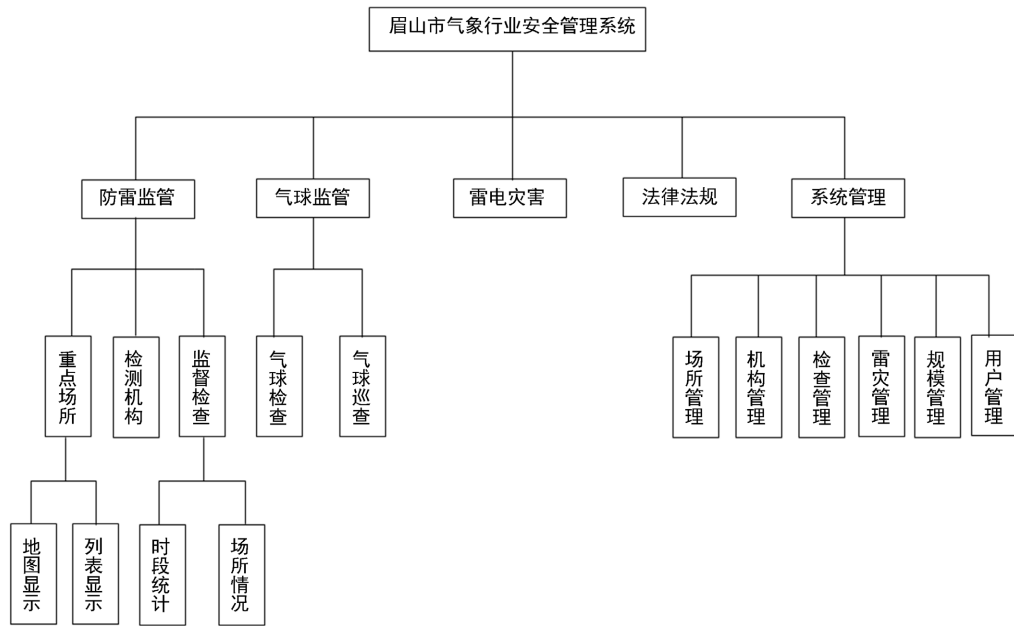 眉山市气象行业安全管理系统
防雷监管
气球监管
雷电灾害
法律法规
系统管理
重点场所
检测机构
监督检查
气球检查
气球巡查
场所管理
机构管理
检查管理
雷灾管理
规模管理
用户管理
地图显示
列表显示
时段统计
场所情况